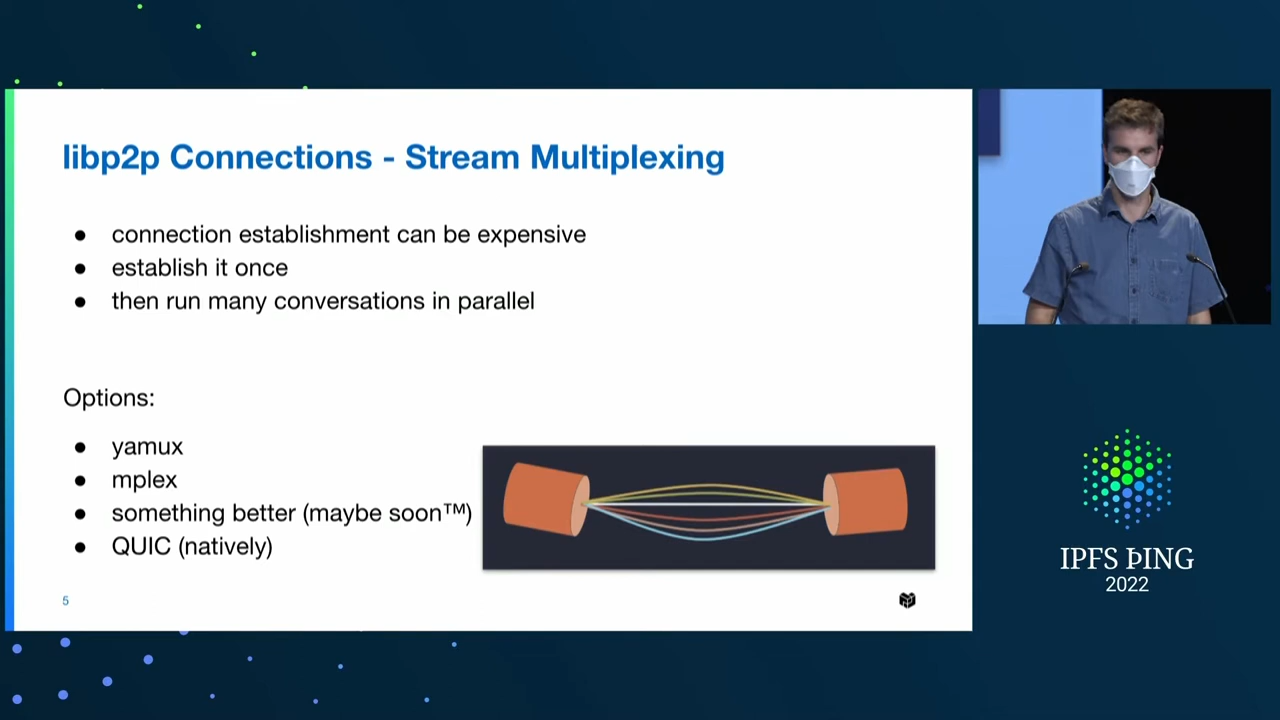 libp2p Connections - Stream Multiplexing
● connection establishment can be expensive
● establish it once
● then run many conversations in parallel
Options:
● yamux
● mplex
● something better (maybe soon™)
● QUIC (natively)
5
IPFS ÞING
2022